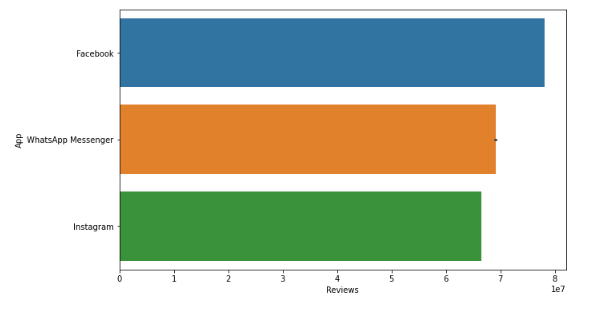 Facebook
WhatsApp Messenger
Instagram
App
0 1 2 3 4 5 6 7 8
1e7
Reviews